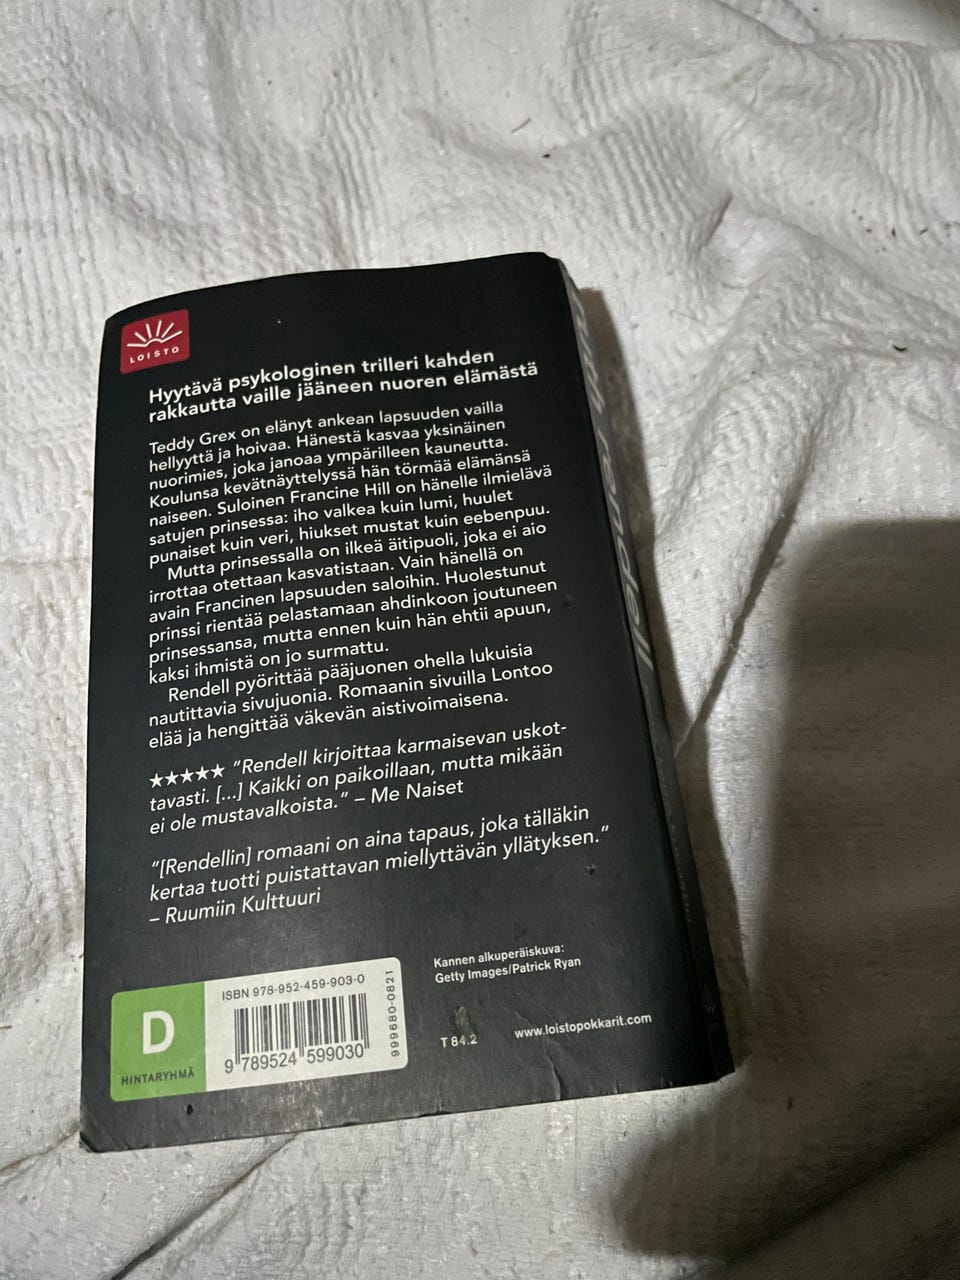 LOISTO
Hyytävä psykologinen trilleri kahden
rakkautta vaille jääneen nuoren elämästä
Teddy Grex on elänyt ankean lapsuuden vailla
hellyyttä ja hoivaa. Hänestä kasvaa yksinäinen
nuorimies, joka janoaa ympärilleen kauneutta.
Koulunsa kevätnäyttelyssä hän törmää elämänsä
naiseen. Suloinen Francine Hill on hänelle ilmielävä
satujen prinsessa: iho valkea kuin lumi, huulet
punaiset kuin veri, hiukset mustat kuin eebenpuu.
Mutta prinsessalla on ilkeä äitipuoli, joka ei aio
irrottaa otettaan kasvatistaan. Vain hänellä on
avain Francinen lapsuuden saloihin. Huolestunut
prinssi rientää pelastamaan ahdinkoon joutuneen
prinsessansa, mutta ennen kuin hän ehtii apuun,
kaksi ihmistä on jo surmattu.
Rendell pyörittää pääjuonen ohella lukuisia
nautittavia sivujuonia. Romaanin sivuilla Lontoo
elää ja hengittää väkevän aistivoimaisena.
★★★★★ "Rendell kirjoittaa karmaisevan uskot-
tavasti. [...] Kaikki on paikoillaan, mutta mikään
ei ole mustavalkoista." – Me Naiset
"[Rendellin] romaani on aina tapaus, joka tälläkin
kertaa tuotti puistattavan miellyttävän yllätyksen."
– Ruumiin Kulttuuri
Kannen alkuperäiskuva:
Getty Images/Patrick Ryan
T 84.2
www.loistopokkarit.com
D
HINTARYHMÄ
ISBN 978-952-459-903-0
9 789524 599030
999680-0821